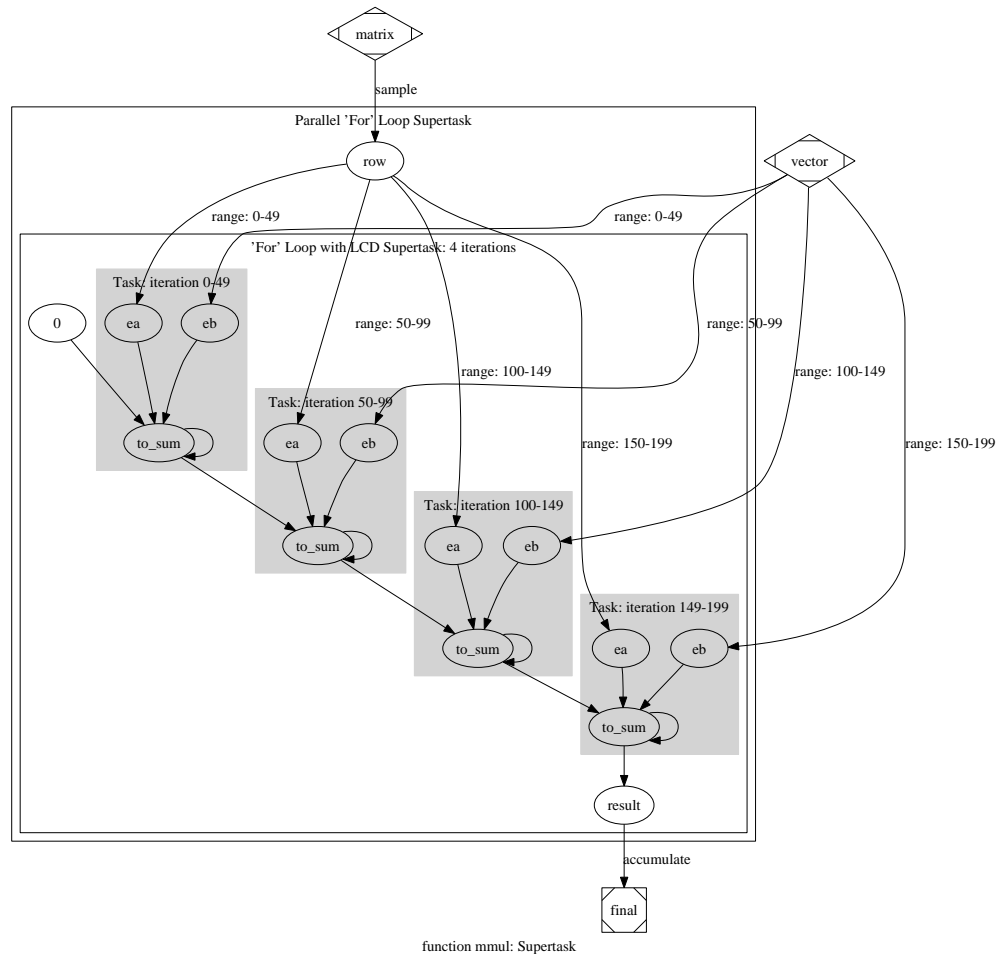 matrix
sample
Parallel 'For' Loop Supertask
row
vector
range: 0-49
range: 0-49
'For' Loop with LCD Supertask: 4 iterations
Task: iteration 0-49
0
ea
eb
range: 50-99
range: 50-99
range: 100-149
range: 100-149
Task: iteration 50-99
to_sum
ea
eb
range: 150-199
range: 150-199
Task: iteration 100-149
to_sum
ea
eb
Task: iteration 149-199
to_sum
ea
eb
to_sum
result
accumulate
final
function mmul: Supertask